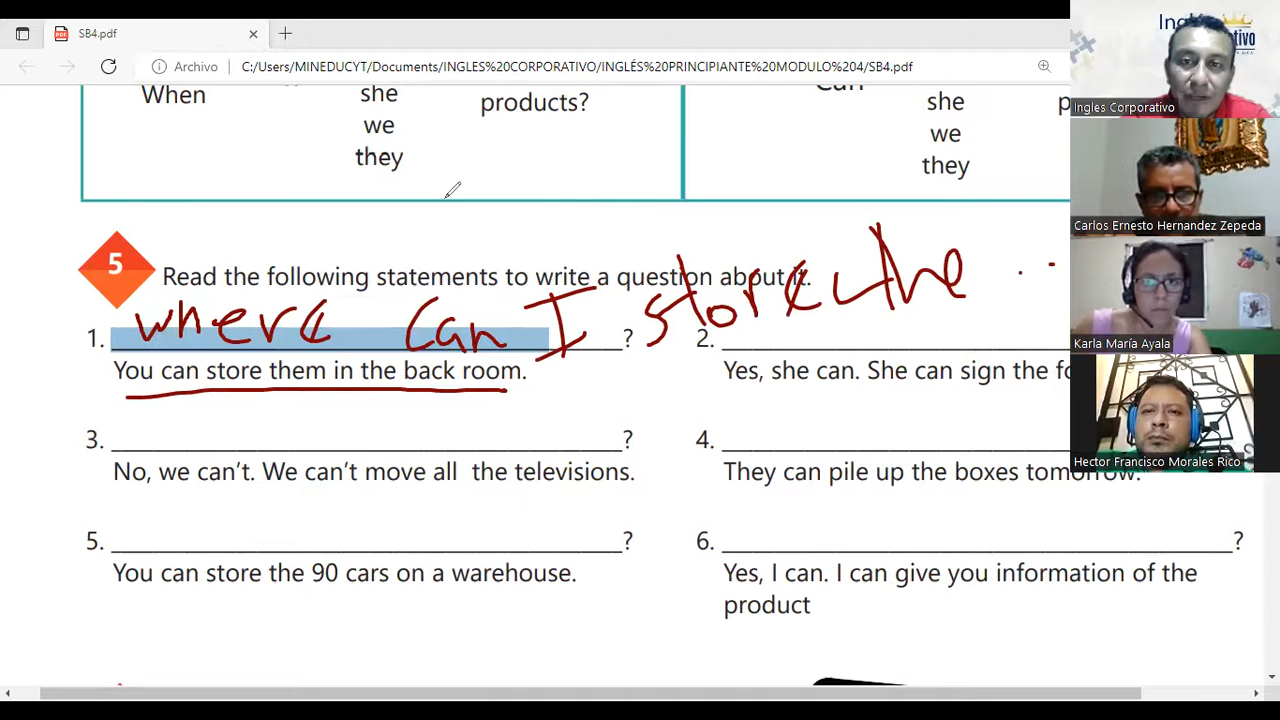 SB4.pdf
Archivo C:/Users/MINEDUCYT/Documents/INGLES%20CORPORATIVO/INGLÉS%20PRINCIPIANTE%20MODULO%204/SB4.pdf
When she products? Can she p
we we
they they
5 Read the following statements to write a question about it.
where can I store the ...
1. ? 2.
You can store them in the back room. Yes, she can. She can sign the fo
3. ? 4.
No, we can't. We can't move all the televisions. They can pile up the boxes tomorrow.
5. ? 6. ?
You can store the 90 cars on a warehouse. Yes, I can. I can give you information of the
product
Ingles Corporativo
Carlos Ernesto Hernandez Zepeda
Karla María Ayala
Hector Francisco Morales Rico